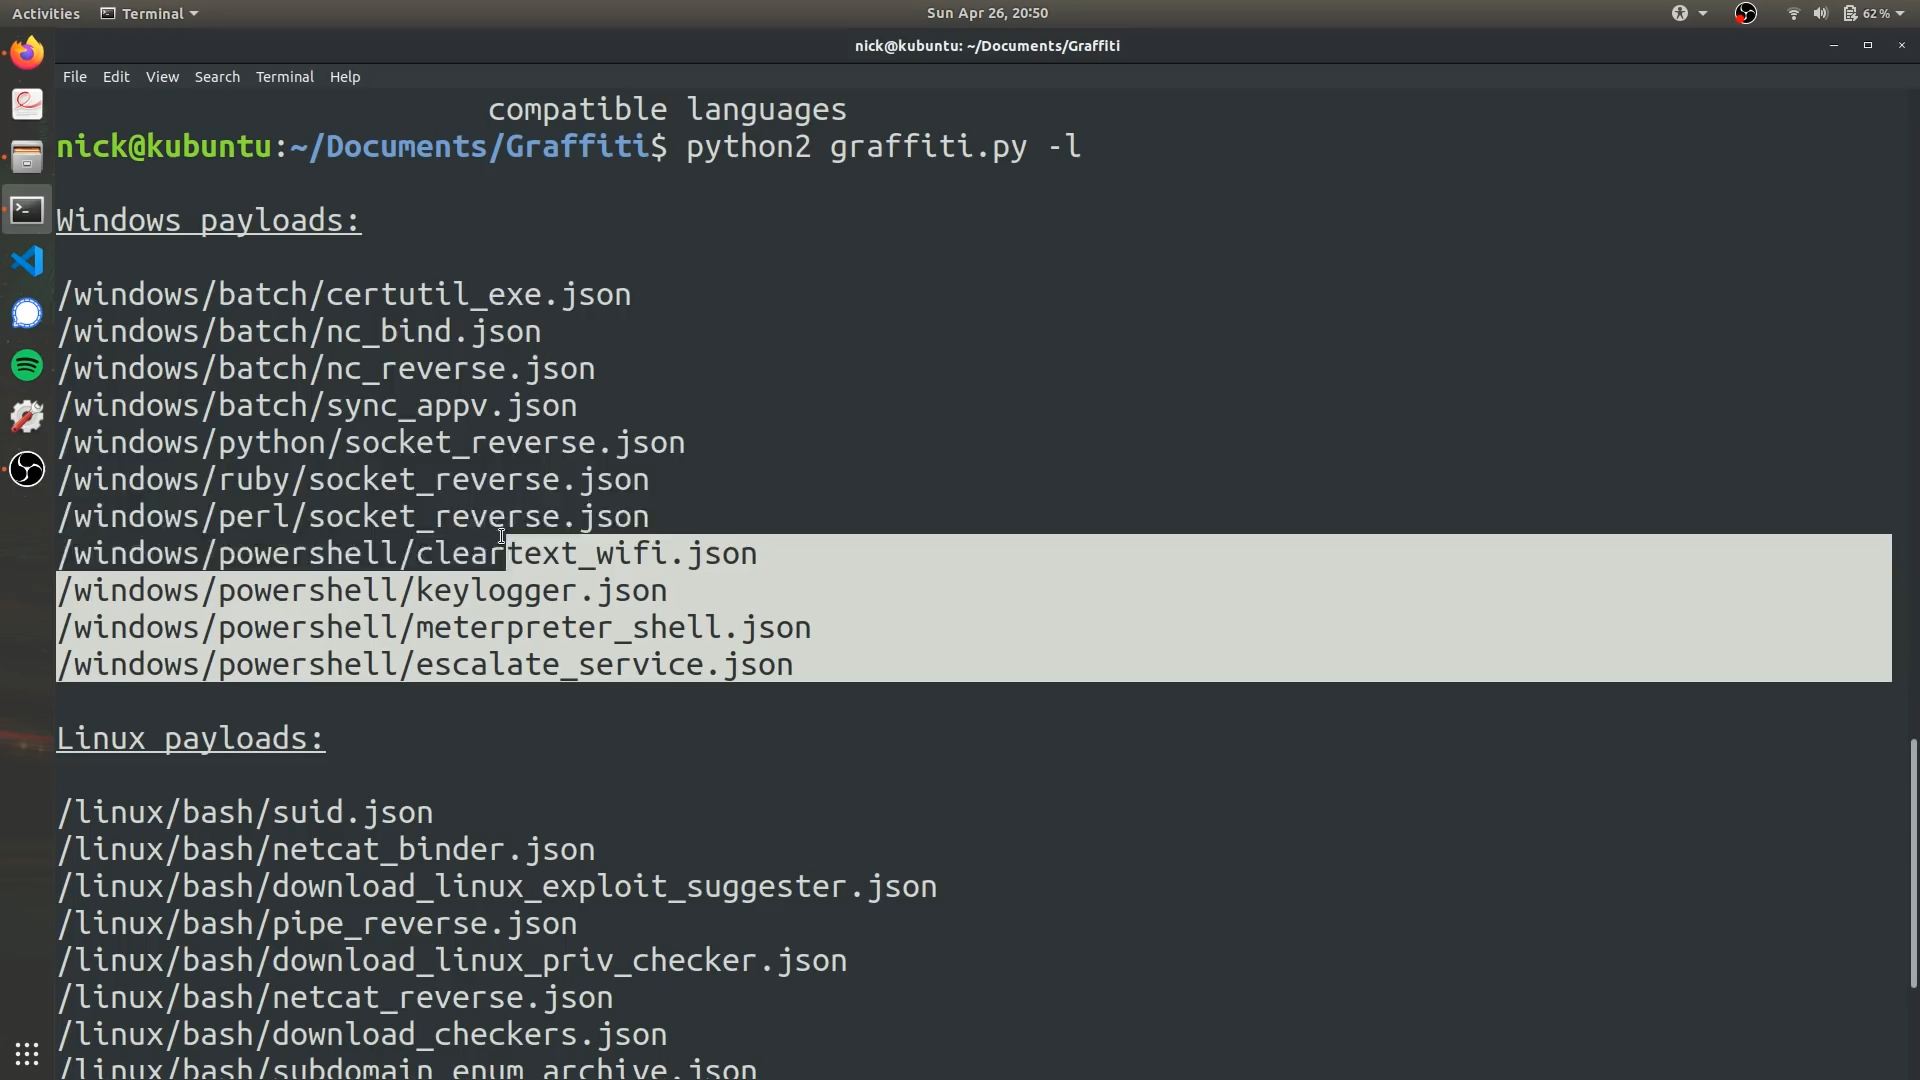 Activities Terminal Sun Apr 26, 20:50 62 %
nick@kubuntu: ~/Documents/Graffiti
File Edit View Search Terminal Help
compatible languages
nick@kubuntu:~/Documents/Graffiti$ python2 graffiti.py -l
Windows payloads:
/windows/batch/certutil_exe.json
/windows/batch/nc_bind.json
/windows/batch/nc_reverse.json
/windows/batch/sync_appv.json
/windows/python/socket_reverse.json
/windows/ruby/socket_reverse.json
/windows/perl/socket_reverse.json
/windows/powershell/cleartext_wifi.json
/windows/powershell/keylogger.json
/windows/powershell/meterpreter_shell.json
/windows/powershell/escalate_service.json
Linux payloads:
/linux/bash/suid.json
/linux/bash/netcat_binder.json
/linux/bash/download_linux_exploit_suggester.json
/linux/bash/pipe_reverse.json
/linux/bash/download_linux_priv_checker.json
/linux/bash/netcat_reverse.json
/linux/bash/download_checkers.json
/linux/bash/subdomain_enum_archive.json